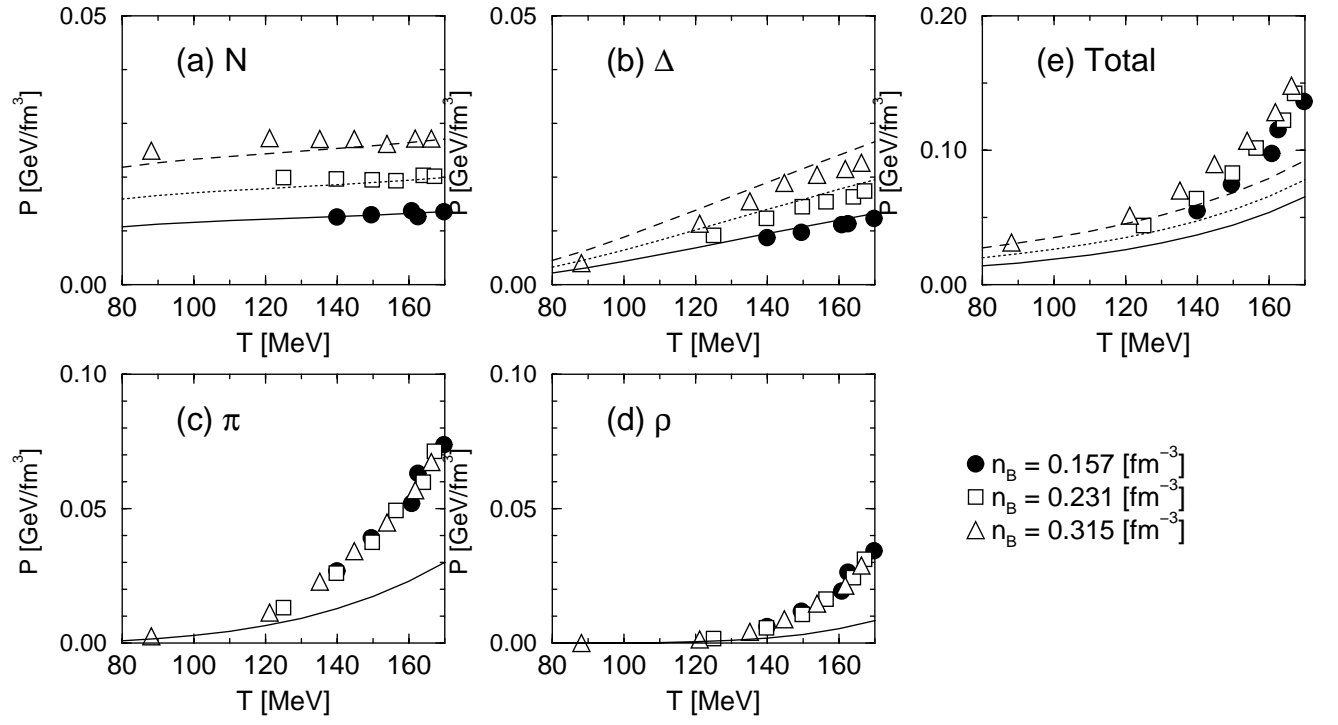 0.05
0.00
P [GeV/fm³]
(a) N
80 100 120 140 160
T [MeV]
0.05
0.00
P [GeV/fm³]
(b) Δ
80 100 120 140 160
T [MeV]
0.20
0.10
0.00
P [GeV/fm³]
(e) Total
80 100 120 140 160
T [MeV]
0.10
0.05
0.00
P [GeV/fm³]
(c) π
80 100 120 140 160
T [MeV]
0.10
0.05
0.00
P [GeV/fm³]
(d) ρ
80 100 120 140 160
T [MeV]
n_B = 0.157 [fm⁻³]
n_B = 0.231 [fm⁻³]
n_B = 0.315 [fm⁻³]